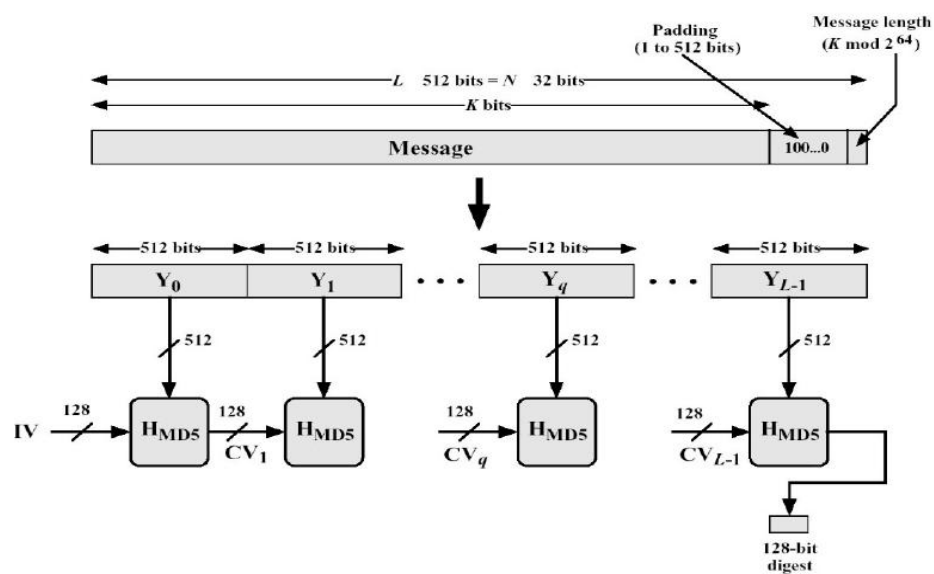 Padding
(1 to 512 bits)
Message length
(K mod 2^64)
L 512 bits = N 32 bits
K bits
Message
100...0
512 bits
512 bits
512 bits
512 bits
Y0
Y1
• • •
Yq
• • •
YL-1
512
512
512
512
IV
128
HMD5
128
CV1
HMD5
128
CVq
HMD5
128
CVL-1
HMD5
128-bit
digest